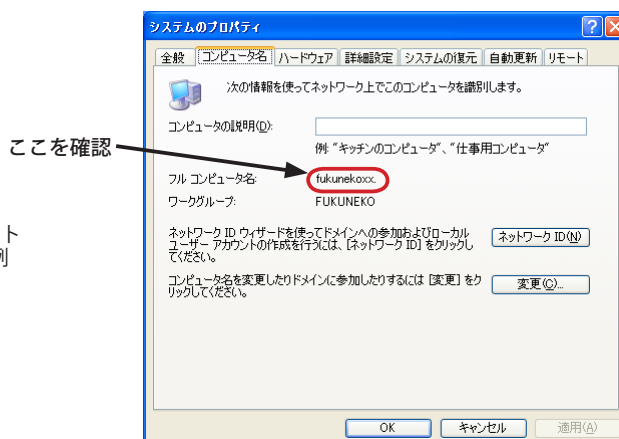 システムのプロパティ
全般 コンピュータ名 ハードウェア 詳細設定 システムの復元 自動更新 リモート
次の情報を使ってネットワーク上でこのコンピュータを識別します。
コンピュータの説明(D):
例: "キッチンのコンピュータ"、"仕事用コンピュータ"
ここを確認
フル コンピュータ名: fukunekoxx.
ワークグループ: FUKUNEKO
ト
例
ネットワーク ID ウィザードを使ってドメインへの参加およびローカル
ユーザー アカウントの作成を行うには、[ネットワーク ID] をクリックし
てください。
ネットワーク ID(N)
コンピュータ名を変更したりドメインに参加したりするには [変更] をク
リックしてください。
変更(C)...
OK キャンセル 適用(A)